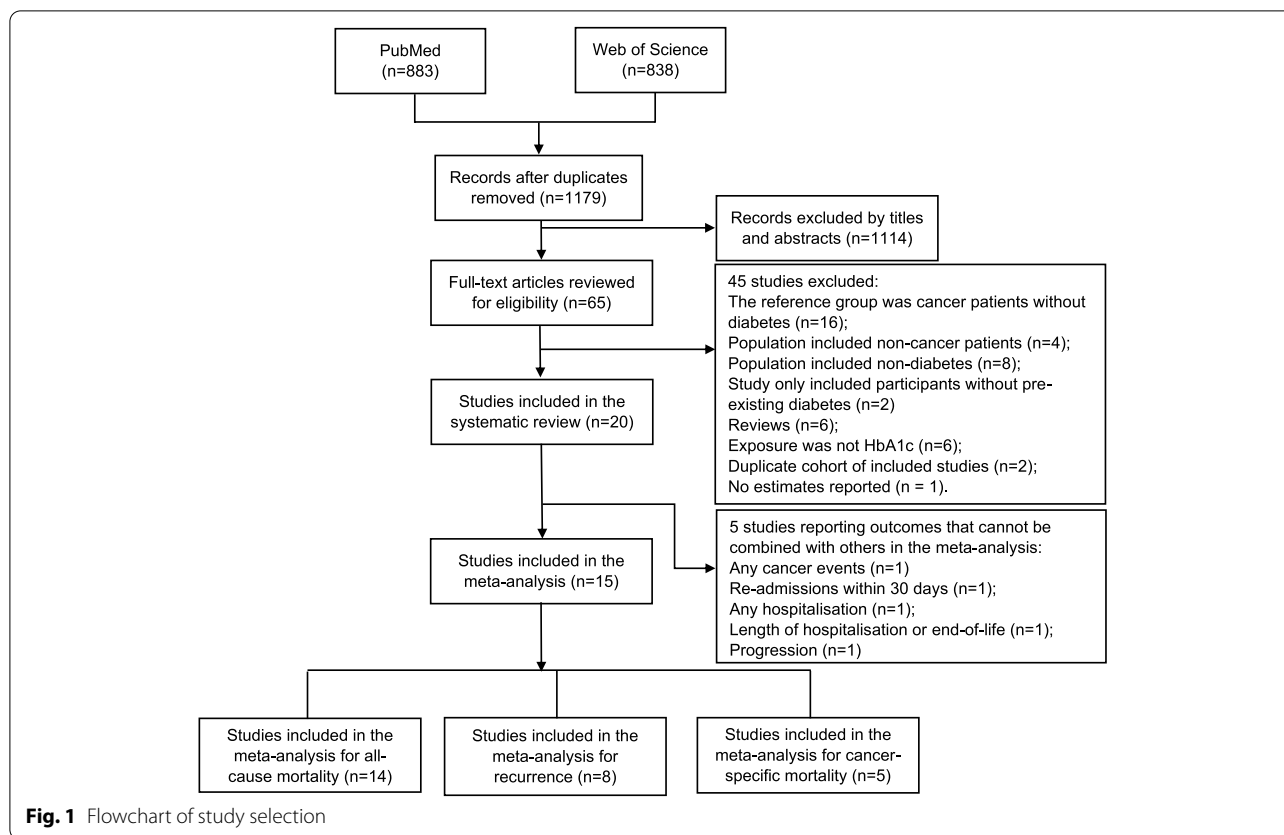 PubMed
(n=883)
Web of Science
(n=838)
Records after duplicates
removed (n=1179)
Records excluded by titles
and abstracts (n=1114)
Full-text articles reviewed
for eligibility (n=65)
45 studies excluded:
The reference group was cancer patients without
diabetes (n=16);
Population included non-cancer patients (n=4);
Population included non-diabetes (n=8);
Study only included participants without pre-
existing diabetes (n=2)
Reviews (n=6);
Exposure was not HbA1c (n=6);
Duplicate cohort of included studies (n=2);
No estimates reported (n = 1).
Studies included in the
systematic review (n=20)
5 studies reporting outcomes that cannot be
combined with others in the meta-analysis:
Any cancer events (n=1)
Re-admissions within 30 days (n=1);
Any hospitalisation (n=1);
Length of hospitalisation or end-of-life (n=1);
Progression (n=1)
Studies included in the
meta-analysis (n=15)
Studies included in the
meta-analysis for all-
cause mortality (n=14)
Studies included in the
meta-analysis for
recurrence (n=8)
Studies included in the
meta-analysis for cancer-
specific mortality (n=5)
Fig. 1 Flowchart of study selection